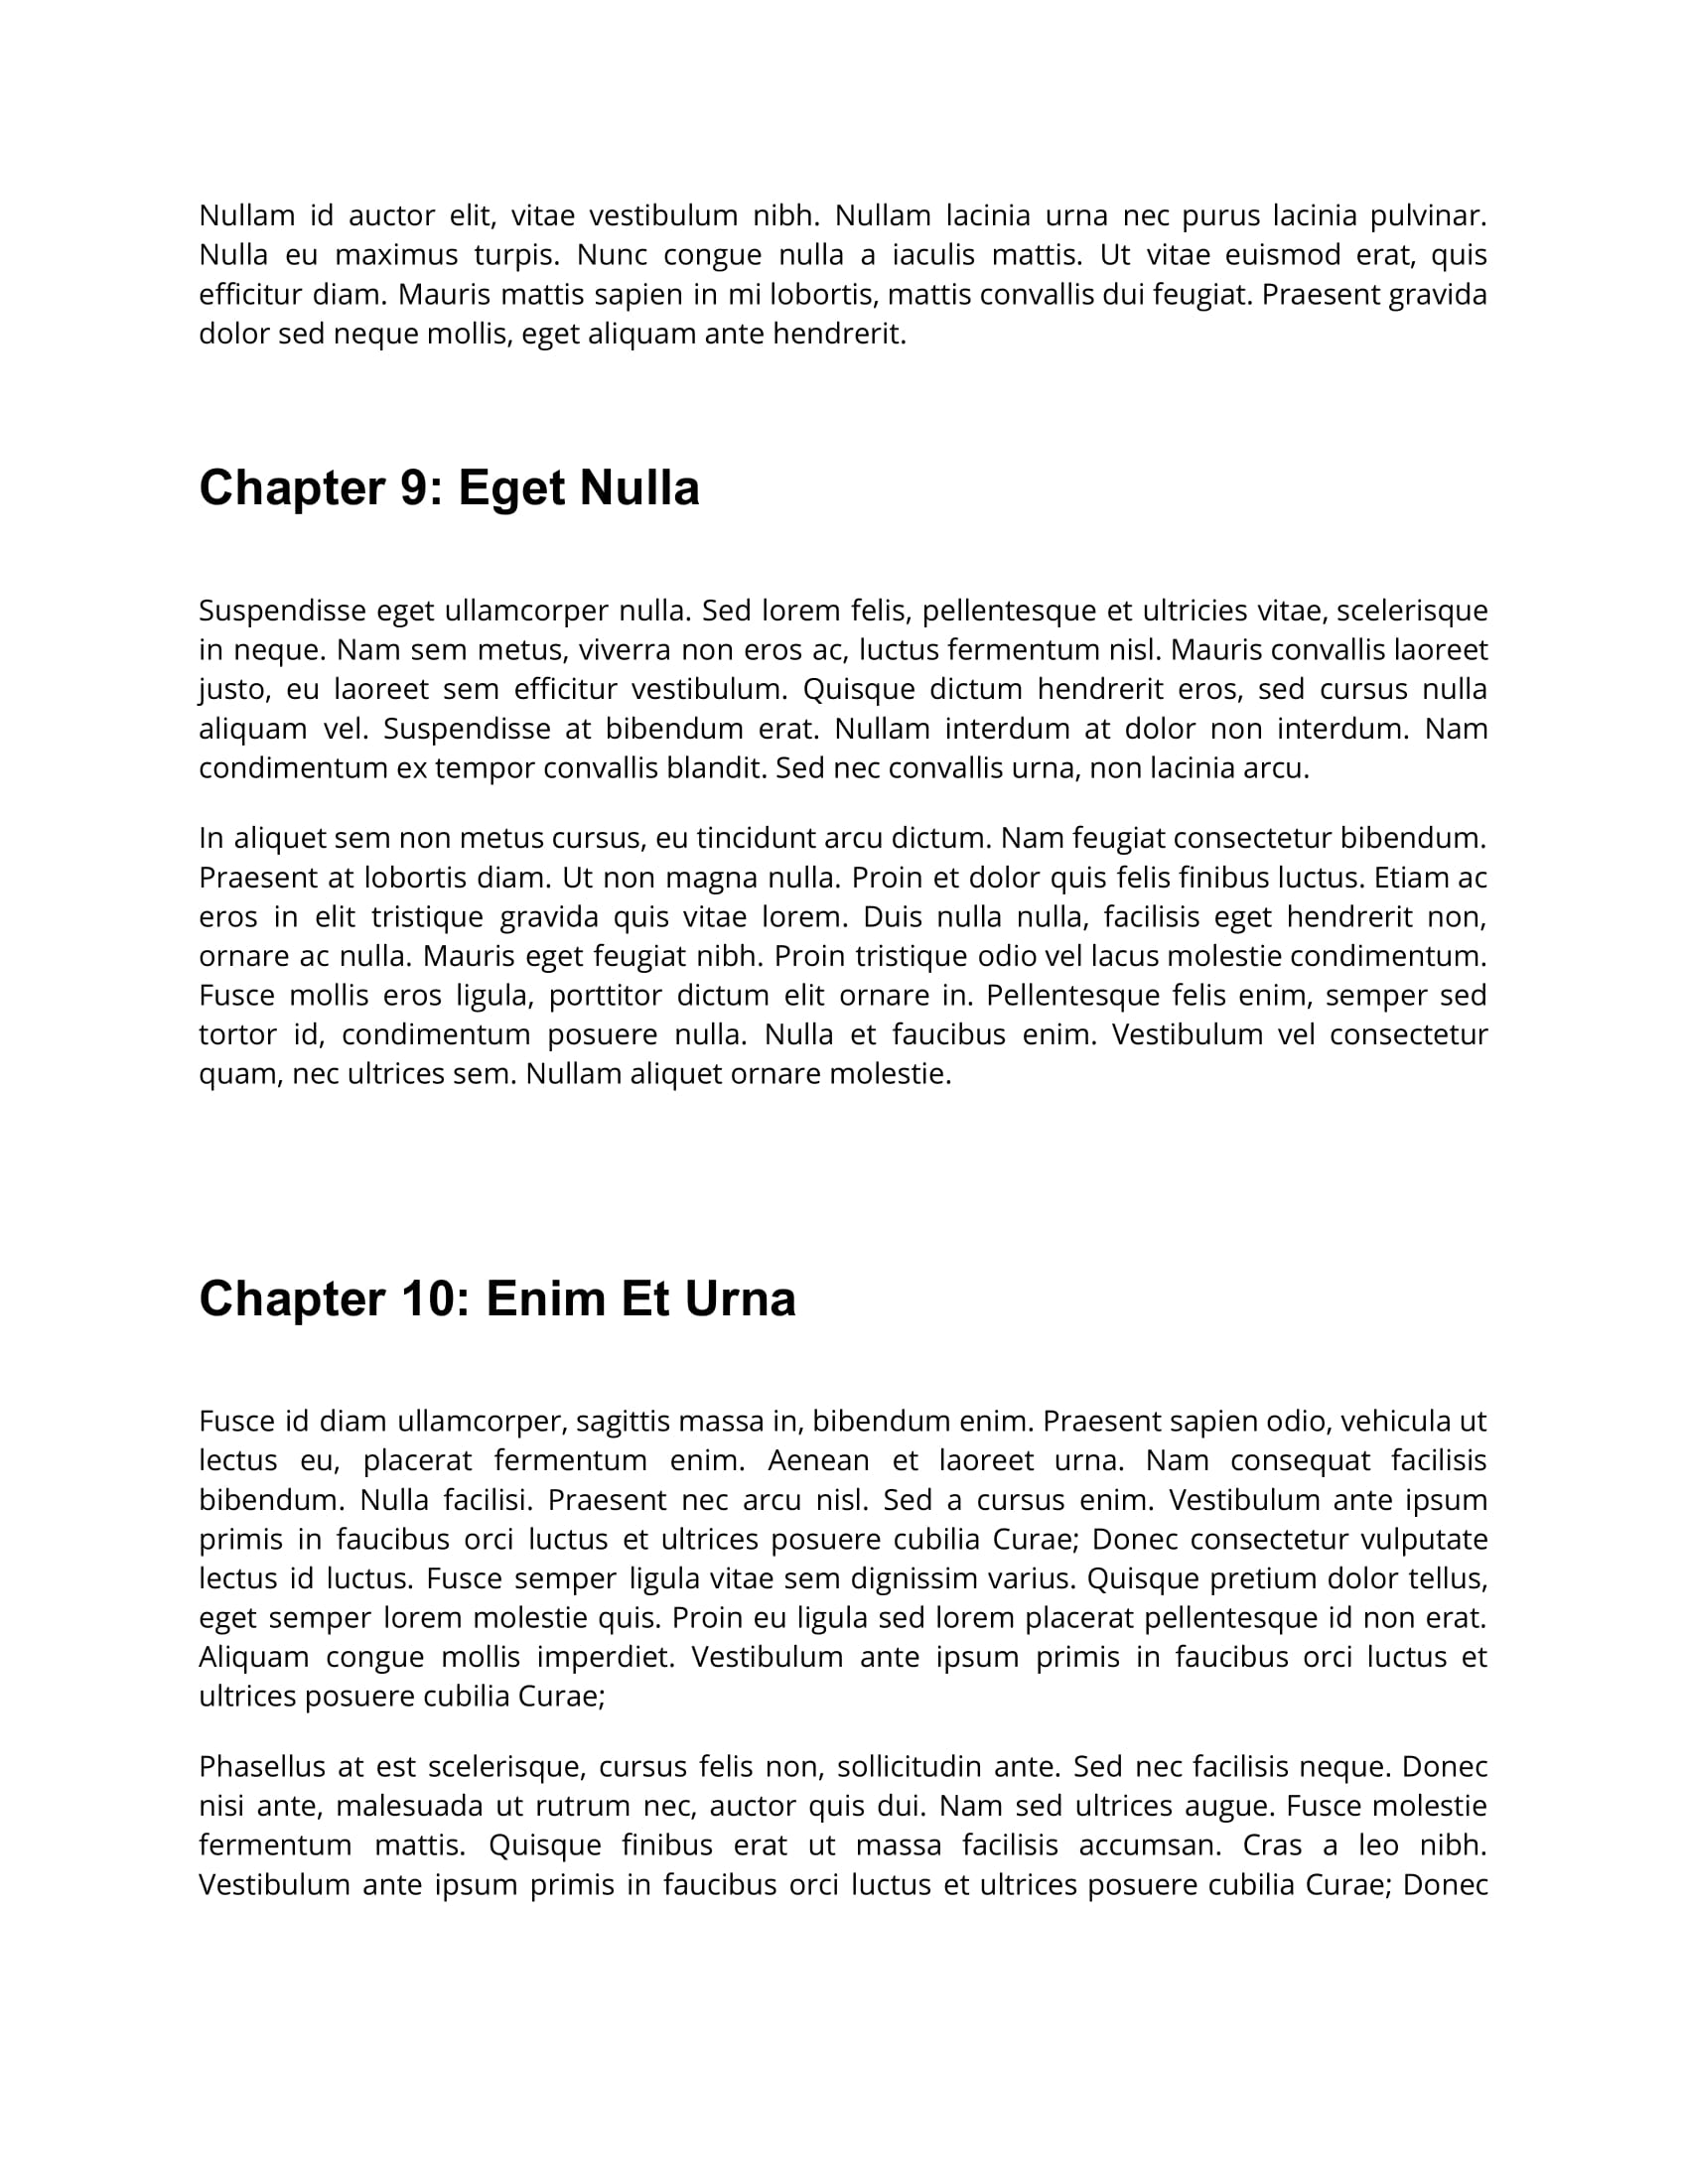 Nullam id auctor elit, vitae vestibulum nibh. Nullam lacinia urna nec purus lacinia pulvinar.
Nulla eu maximus turpis. Nunc congue nulla a iaculis mattis. Ut vitae euismod erat, quis
efficitur diam. Mauris mattis sapien in mi lobortis, mattis convallis dui feugiat. Praesent gravida
dolor sed neque mollis, eget aliquam ante hendrerit.
Chapter 9: Eget Nulla
Suspendisse eget ullamcorper nulla. Sed lorem felis, pellentesque et ultricies vitae, scelerisque
in neque. Nam sem metus, viverra non eros ac, luctus fermentum nisl. Mauris convallis laoreet
justo, eu laoreet sem efficitur vestibulum. Quisque dictum hendrerit eros, sed cursus nulla
aliquam vel. Suspendisse at bibendum erat. Nullam interdum at dolor non interdum. Nam
condimentum ex tempor convallis blandit. Sed nec convallis urna, non lacinia arcu.
In aliquet sem non metus cursus, eu tincidunt arcu dictum. Nam feugiat consectetur bibendum.
Praesent at lobortis diam. Ut non magna nulla. Proin et dolor quis felis finibus luctus. Etiam ac
eros in elit tristique gravida quis vitae lorem. Duis nulla nulla, facilisis eget hendrerit non,
ornare ac nulla. Mauris eget feugiat nibh. Proin tristique odio vel lacus molestie condimentum.
Fusce mollis eros ligula, porttitor dictum elit ornare in. Pellentesque felis enim, semper sed
tortor id, condimentum posuere nulla. Nulla et faucibus enim. Vestibulum vel consectetur
quam, nec ultrices sem. Nullam aliquet ornare molestie.
Chapter 10: Enim Et Urna
Fusce id diam ullamcorper, sagittis massa in, bibendum enim. Praesent sapien odio, vehicula ut
lectus eu, placerat fermentum enim. Aenean et laoreet urna. Nam consequat facilisis
bibendum. Nulla facilisi. Praesent nec arcu nisl. Sed a cursus enim. Vestibulum ante ipsum
primis in faucibus orci luctus et ultrices posuere cubilia Curae; Donec consectetur vulputate
lectus id luctus. Fusce semper ligula vitae sem dignissim varius. Quisque pretium dolor tellus,
eget semper lorem molestie quis. Proin eu ligula sed lorem placerat pellentesque id non erat.
Aliquam congue mollis imperdiet. Vestibulum ante ipsum primis in faucibus orci luctus et
ultrices posuere cubilia Curae;
Phasellus at est scelerisque, cursus felis non, sollicitudin ante. Sed nec facilisis neque. Donec
nisi ante, malesuada ut rutrum nec, auctor quis dui. Nam sed ultrices augue. Fusce molestie
fermentum mattis. Quisque finibus erat ut massa facilisis accumsan. Cras a leo nibh.
Vestibulum ante ipsum primis in faucibus orci luctus et ultrices posuere cubilia Curae; Donec